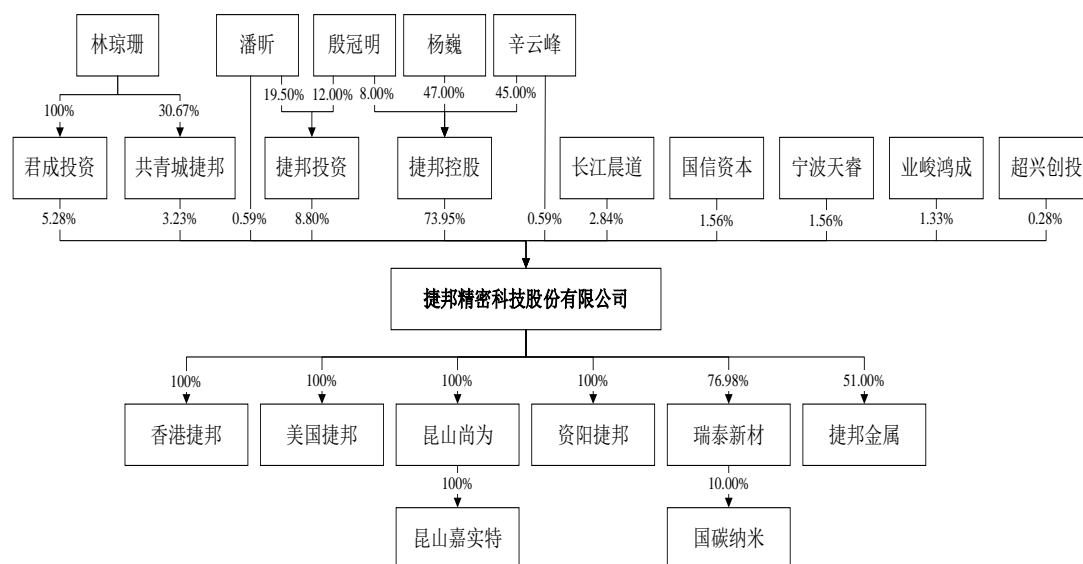 林琼珊
潘昕
殷冠明
杨巍
辛云峰
100%
30.67%
19.50%
12.00%
8.00%
47.00%
45.00%
君成投资
共青城捷邦
捷邦投资
捷邦控股
长江晨道
国信资本
宁波天睿
业峻鸿成
超兴创投
5.28%
3.23%
0.59%
8.80%
73.95%
0.59%
2.84%
1.56%
1.56%
1.33%
0.28%
捷邦精密科技股份有限公司
100%
100%
100%
100%
76.98%
51.00%
香港捷邦
美国捷邦
昆山尚为
资阳捷邦
瑞泰新材
捷邦金属
100%
10.00%
昆山嘉实特
国碳纳米